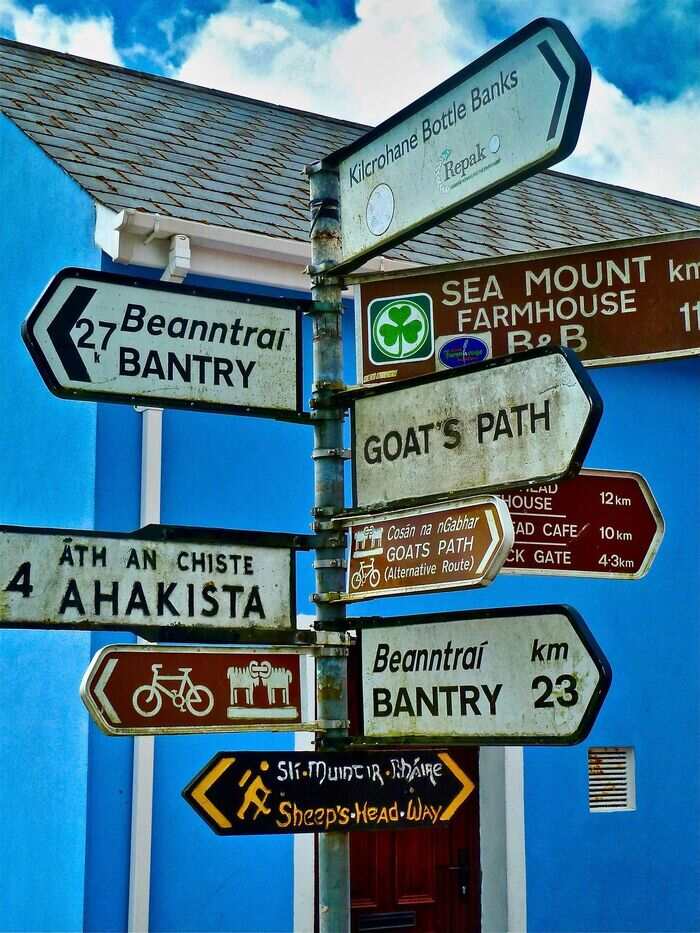 Kilcrohane Bottle Banks
Repak
SEA MOUNT km
FARMHOUSE
B&B 11
27 k Beanntraí
BANTRY
GOAT'S PATH
HEAD
HOUSE 12km
EAD CAFE 10km
CK GATE 4·3km
Cosán na nGabhar
GOATS PATH
(Alternative Route)
4 ÁTH AN CHISTE
AHAKISTA
Beanntraí km
BANTRY 23
Slí·Muintir·Bháire
Sheep's·Head·Way